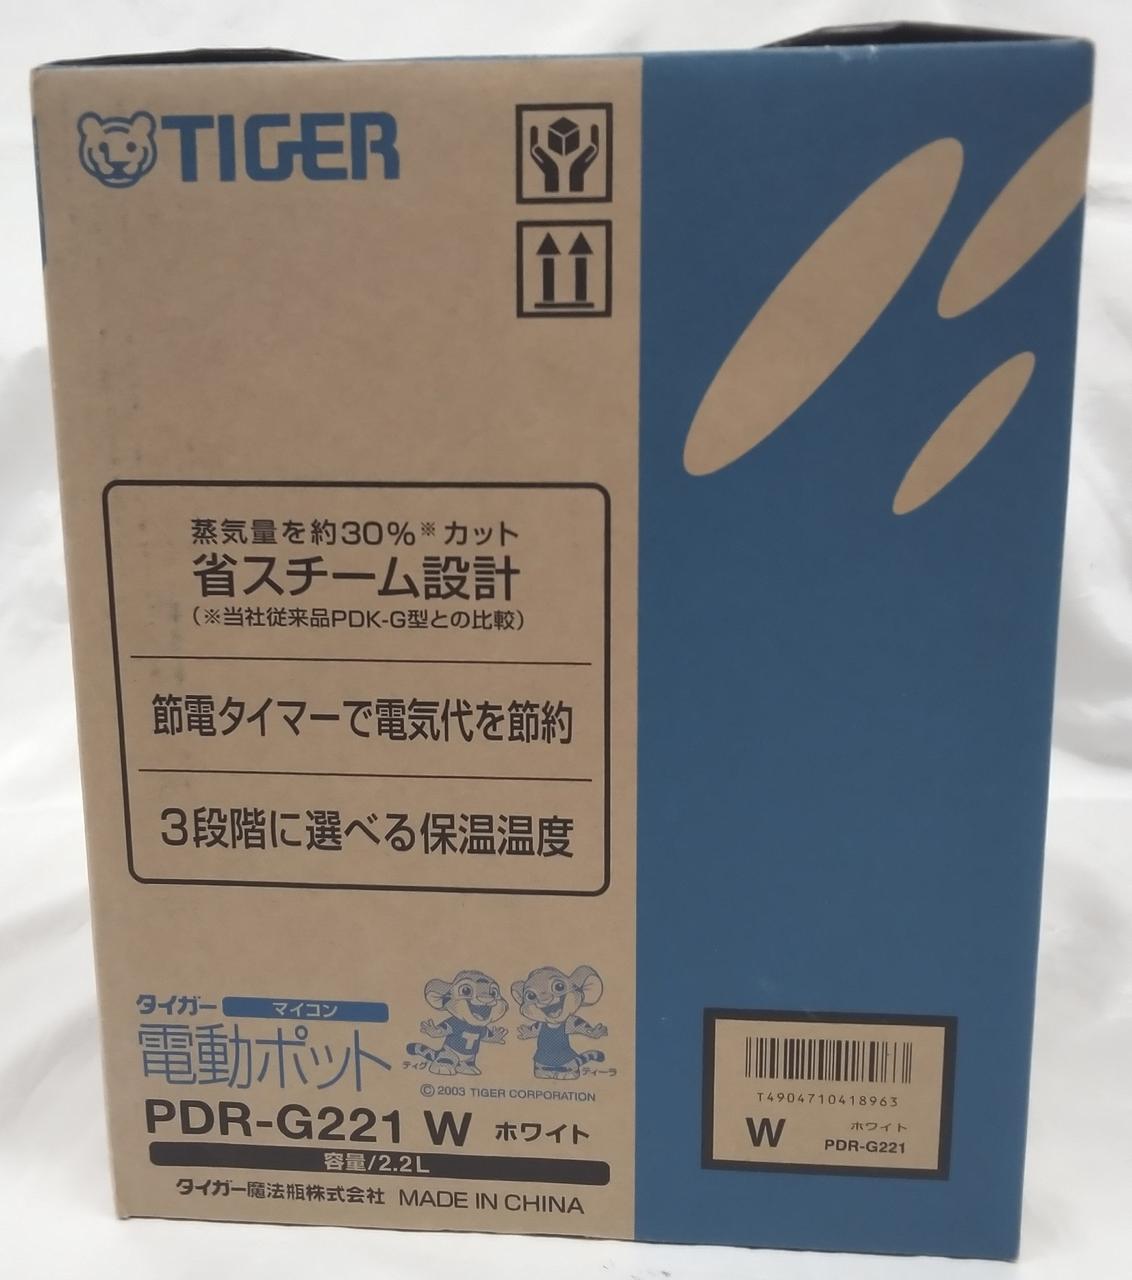 TIGER
蒸気量を約30%※カット
省スチーム設計
(※当社従来品PDK-G型との比較)
節電タイマーで電気代を節約
3段階に選べる保温温度
タイガー マイコン
電動ポット
ティグ
ティーラ
©2003 TIGER CORPORATION
PDR-G221 W ホワイト
容量/2.2L
タイガー魔法瓶株式会社 MADE IN CHINA
T4904710418963
W ホワイト
PDR-G221